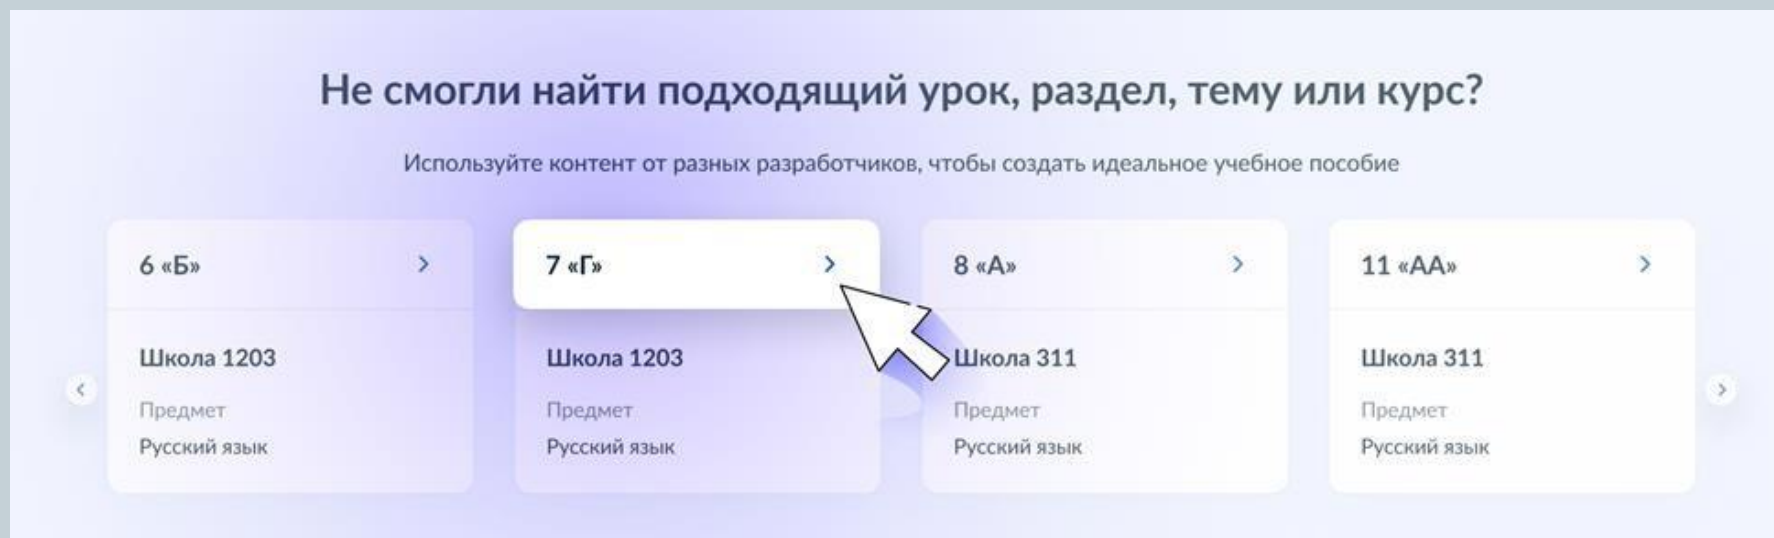 Не смогли найти подходящий урок, раздел, тему или курс?
Используйте контент от разных разработчиков, чтобы создать идеальное учебное пособие
6 «Б»
Школа 1203
Предмет
Русский язык
7 «Г»
Школа 1203
Предмет
Русский язык
8 «А»
Школа 311
Предмет
Русский язык
11 «АА»
Школа 311
Предмет
Русский язык